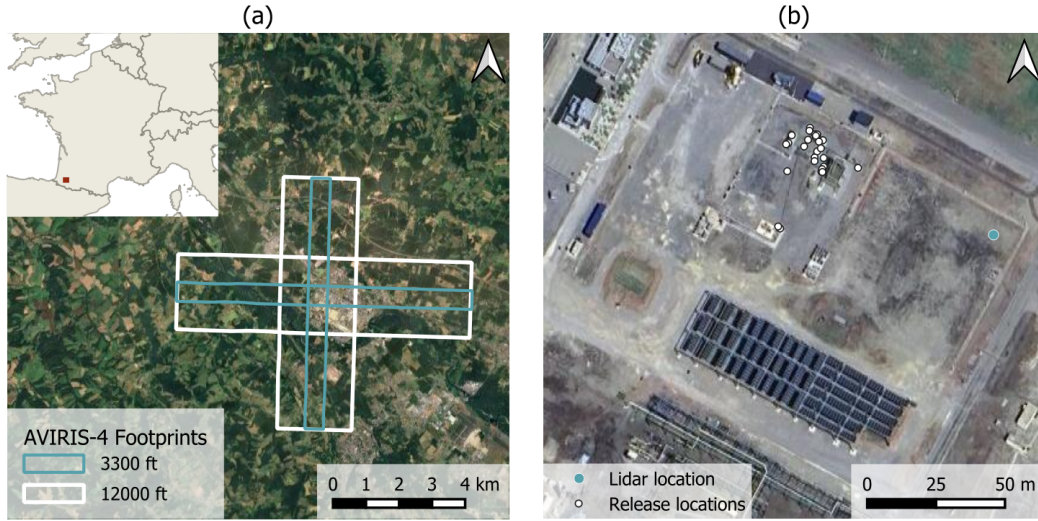 (a)
(b)
AVIRIS-4 Footprints
3300 ft
12000 ft
0 1 2 3 4 km
Lidar location
Release locations
0 25 50 m